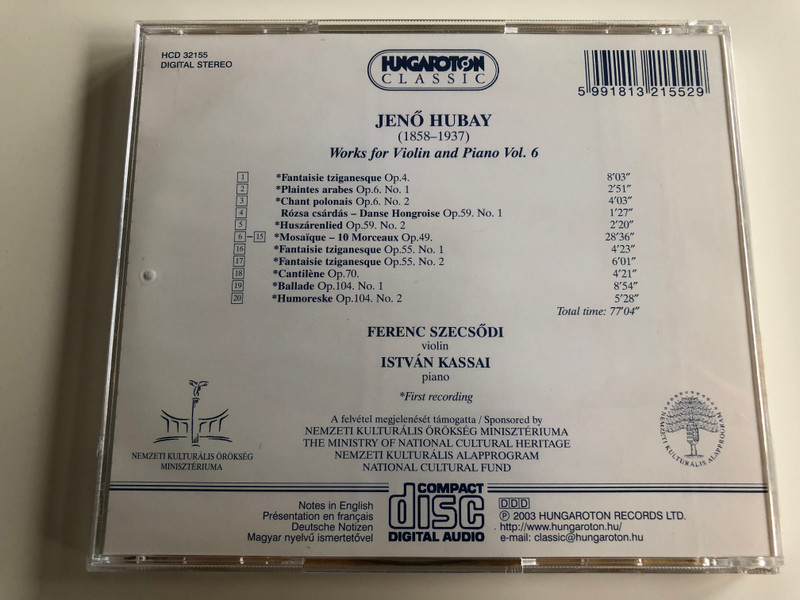 HCD 32155
DIGITAL STEREO
HUNGAROTON
CLASSIC
5 991813 215529
JENŐ HUBAY
(1858–1937)
Works for Violin and Piano Vol. 6
1 *Fantaisie tziganesque Op.4. 8’03”
2 *Plaintes arabes Op.6. No. 1 2’51”
3 *Chant polonais Op.6. No. 2 4’03”
4 Rózsa csárdás – Danse Hongroise Op.59. No. 1 1’27”
5 *Huszárenlied Op.59. No. 2 2’20”
6 – 15 *Mosaïque – 10 Morceaux Op.49. 28’36”
16 *Fantaisie tziganesque Op.55. No. 1 4’23”
17 *Fantaisie tziganesque Op.55. No. 2 6’01”
18 *Cantilène Op.70. 4’21”
19 *Ballade Op.104. No. 1 8’54”
20 *Humoreske Op.104. No. 2 5’28”
Total time: 77’04”
FERENC SZECSŐDI
violin
ISTVÁN KASSAI
piano
*First recording
A felvétel megjelenését támogatta / Sponsored by
NEMZETI KULTURÁLIS ÖRÖKSÉG MINISZTÉRIUMA
THE MINISTRY OF NATIONAL CULTURAL HERITAGE
NEMZETI KULTURÁLIS ALAPPROGRAM
NATIONAL CULTURAL FUND
NEMZETI KULTURÁLIS ÖRÖKSÉG
MINISZTÉRIUMA
NEMZETI KULTURÁLIS ALAPPROGRAM
Notes in English
Présentation en français
Deutsche Notizen
Magyar nyelvű ismertetővel
COMPACT
disc
DIGITAL AUDIO
DDD
℗ 2003 HUNGAROTON RECORDS LTD.
http://www.hungaroton.hu/
e-mail: classic@hungaroton.hu